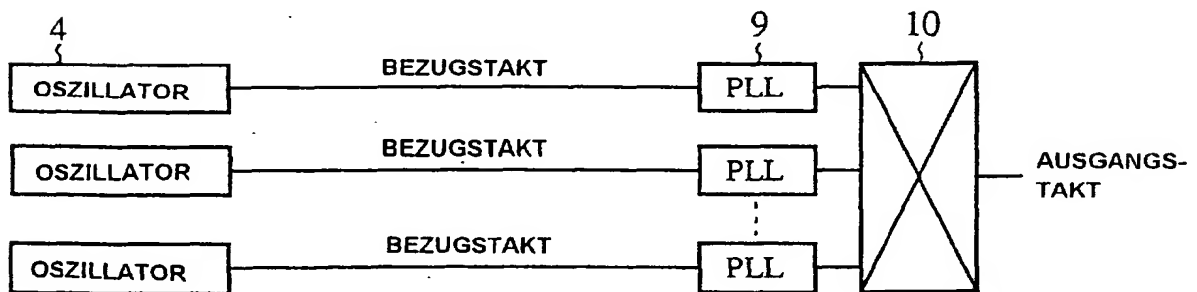 4
9
10
OSZILLATOR
BEZUGSTAKT
PLL
OSZILLATOR
BEZUGSTAKT
PLL
AUSGANGS-
TAKT
OSZILLATOR
BEZUGSTAKT
PLL